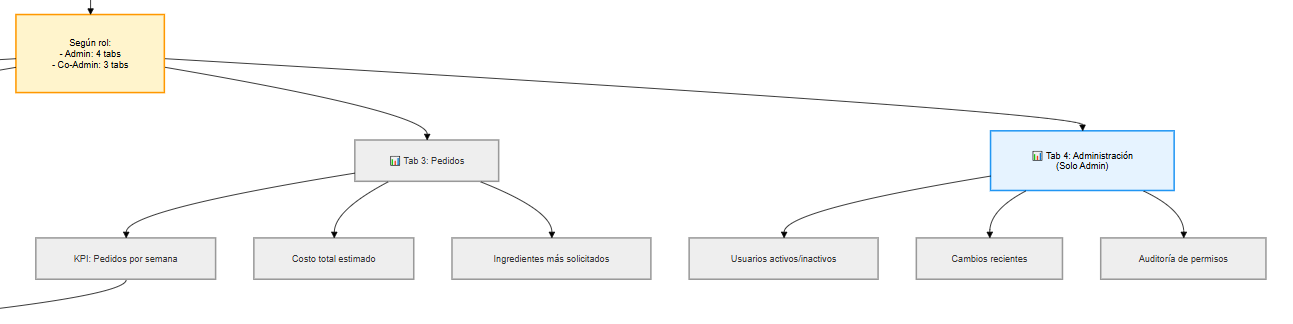 Según rol:
- Admin: 4 tabs
- Co-Admin: 3 tabs
📊 Tab 3: Pedidos
📊 Tab 4: Administración
(Solo Admin)
KPI: Pedidos por semana
Costo total estimado
Ingredientes más solicitados
Usuarios activos/inactivos
Cambios recientes
Auditoría de permisos